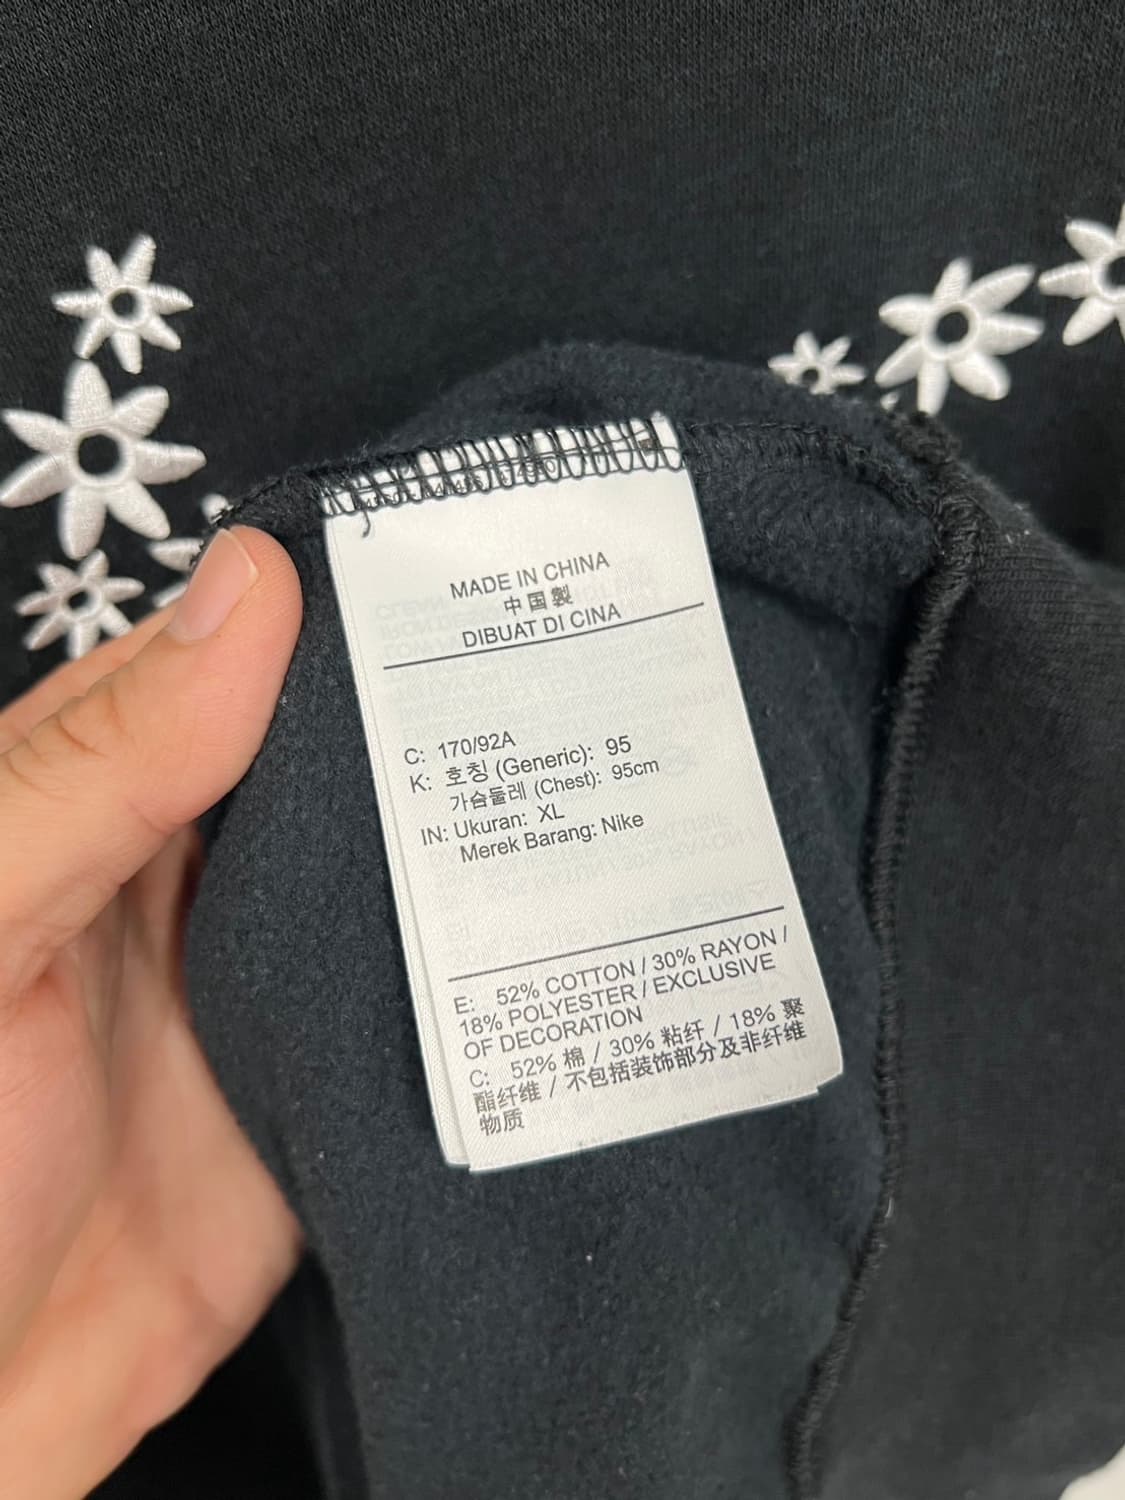 MADE IN CHINA
中国製
DIBUAT DI CINA
C: 170/92A
K: 호칭 (Generic): 95
가슴둘레 (Chest): 95cm
IN: Ukuran: XL
Merek Barang: Nike
E: 52% COTTON / 30% RAYON /
18% POLYESTER / EXCLUSIVE
OF DECORATION
C: 52% 棉 / 30% 粘纤 / 18% 聚
酯纤维 / 不包括装饰部分及非纤维
物质